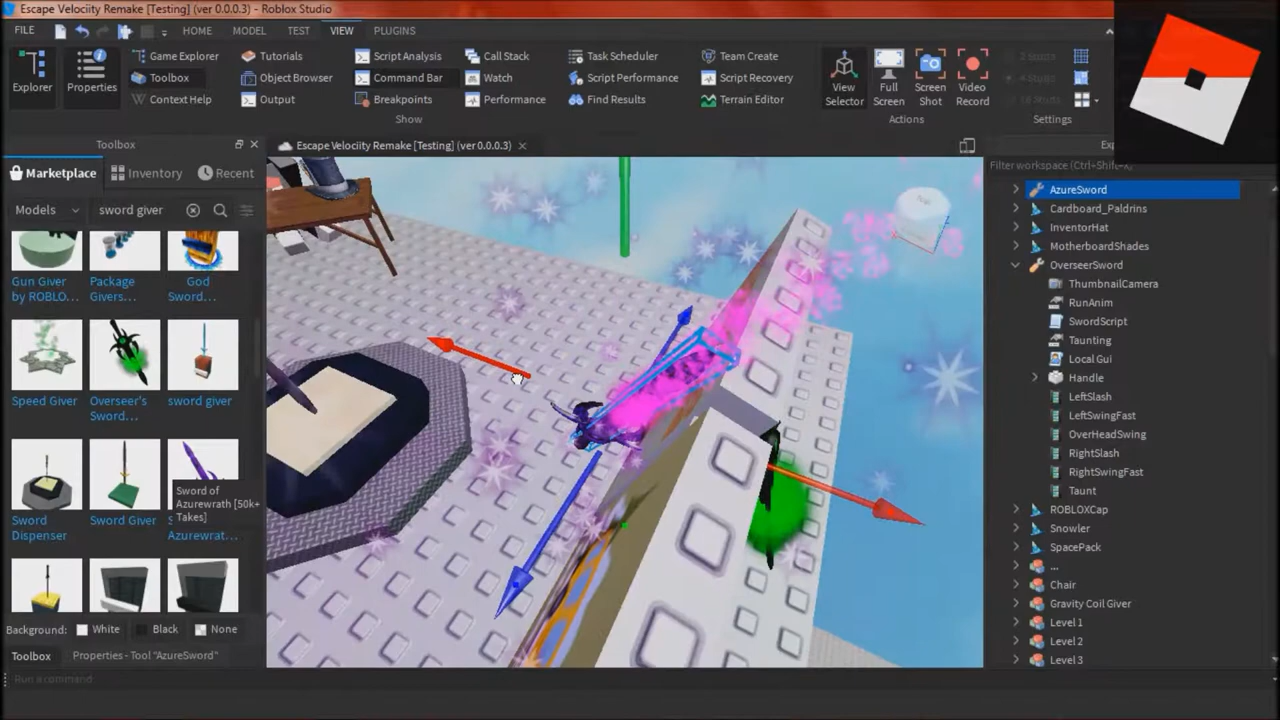 Escape Velociity Remake [Testing] (ver 0.0.0.3) - Roblox Studio
FILE HOME MODEL TEST VIEW PLUGINS
Explorer
Properties
Game Explorer
Toolbox
Context Help
Tutorials
Object Browser
Output
Script Analysis
Command Bar
Breakpoints
Call Stack
Watch
Performance
Task Scheduler
Script Performance
Find Results
Team Create
Script Recovery
Terrain Editor
Show
View
Selector
Full
Screen
Screen
Shot
Video
Record
Actions
Settings
Toolbox
Marketplace Inventory Recent
Models sword giver
Gun Giver
by ROBLO...
Package
Givers...
God
Sword...
Speed Giver
Overseer's
Sword...
sword giver
Sword
Dispenser
Sword Giver
Azurewrat...
Sword of
Azurewrath [50k+
Takes]
Background: White Black None
Toolbox Properties - Tool "AzureSword"
Run a command
Escape Velociity Remake [Testing] (ver 0.0.0.3)
Filter workspace (Ctrl+Shift+X)
AzureSword
Cardboard_Paldrins
InventorHat
MotherboardShades
OverseerSword
ThumbnailCamera
RunAnim
SwordScript
Taunting
Local Gui
Handle
LeftSlash
LeftSwingFast
OverHeadSwing
RightSlash
RightSwingFast
Taunt
ROBLOXCap
Snowler
SpacePack
...
Chair
Gravity Coil Giver
Level 1
Level 2
Level 3